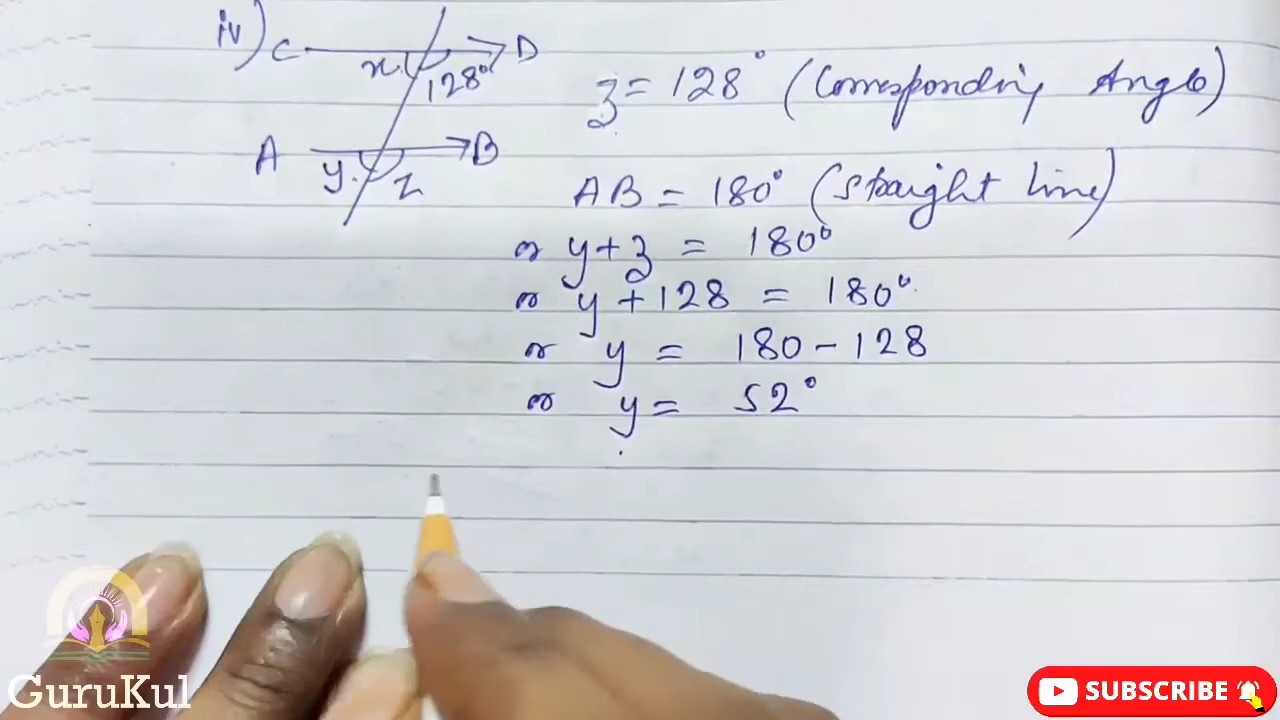 iv) C D
x 128°
z = 128° (Corresponding Angle)
A B
y z
AB = 180° (straight line)
or y + z = 180°
or y + 128 = 180°
or y = 180 - 128
or y = 52°
GuruKul
SUBSCRIBE